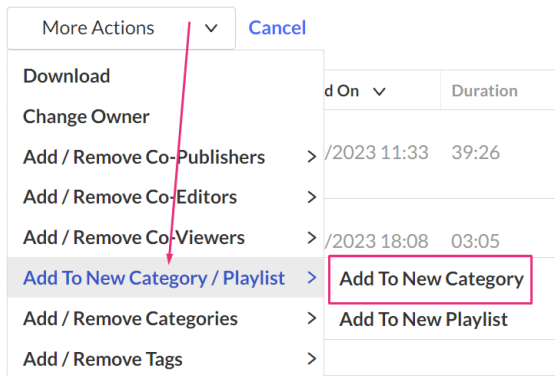 More Actions Cancel
Download
d On Duration
Change Owner
Add / Remove Co-Publishers > /2023 11:33 39:26
Add / Remove Co-Editors >
Add / Remove Co-Viewers > /2023 18:08 03:05
Add To New Category / Playlist > Add To New Category
Add / Remove Categories > Add To New Playlist
Add / Remove Tags >